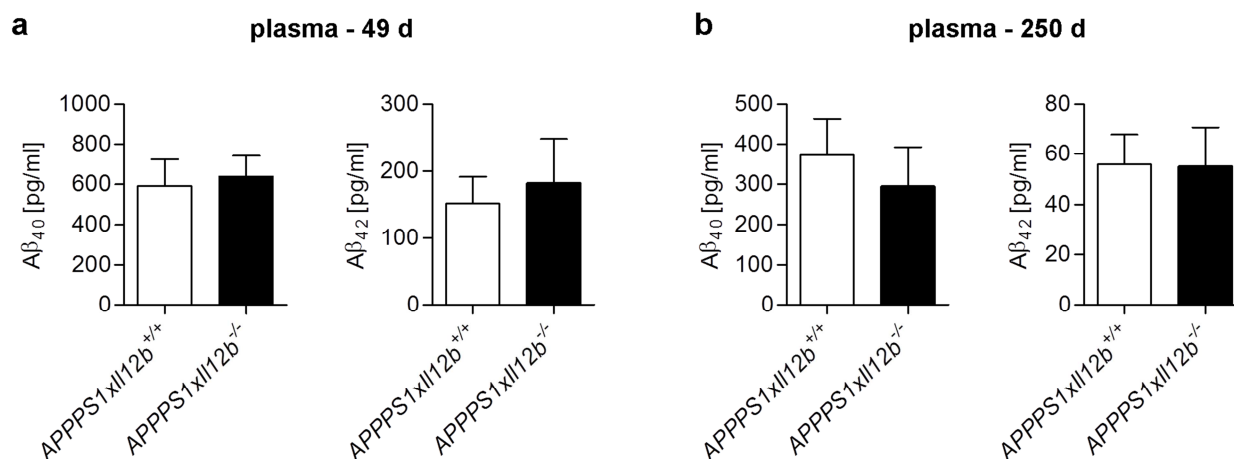 a plasma - 49 d
b plasma - 250 d
Aβ40 [pg/ml]
1000
800
600
400
200
0
APPPS1xIl12b+/+
APPPS1xIl12b-/-
Aβ42 [pg/ml]
300
200
100
0
APPPS1xIl12b+/+
APPPS1xIl12b-/-
Aβ40 [pg/ml]
500
400
300
200
100
0
APPPS1xIl12b+/+
APPPS1xIl12b-/-
Aβ42 [pg/ml]
80
60
40
20
0
APPPS1xIl12b+/+
APPPS1xIl12b-/-